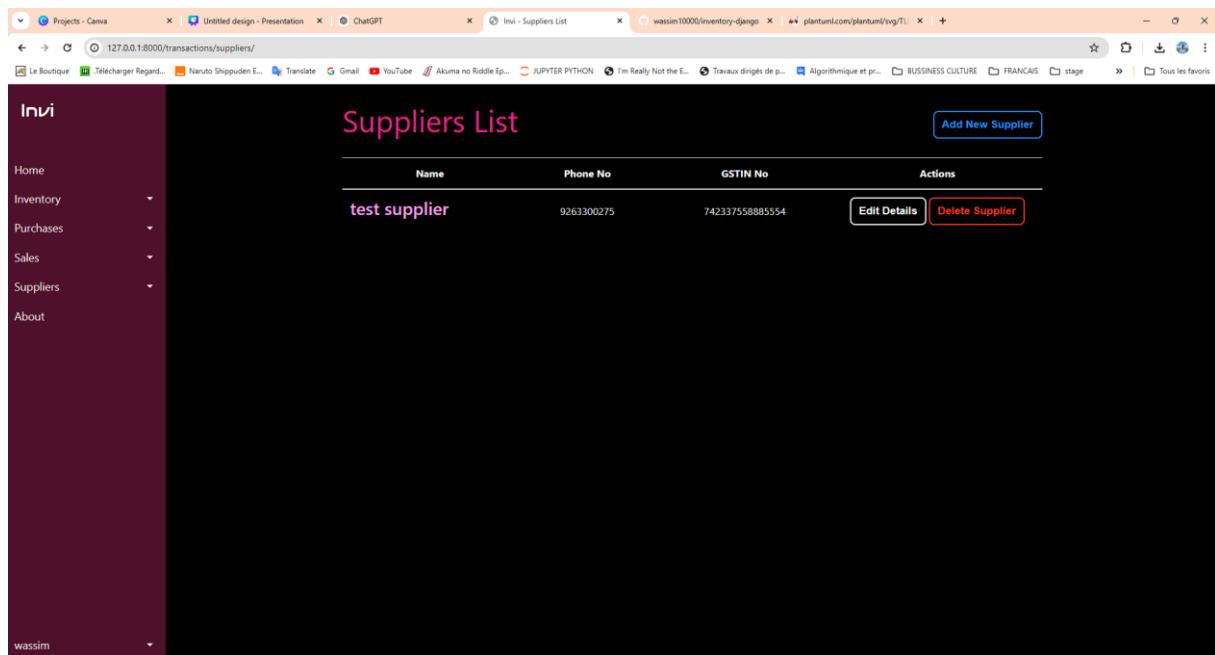 Projects - Canva
Untitled design - Presentation
ChatGPT
Invi - Suppliers List
wassim10000/inventory-django
plantuml.com/plantuml/svg/TL
127.0.0.1:8000/transactions/suppliers/
Le Boutique
.Télécharger Regard...
Naruto Shippuden E...
Translate
Gmail
YouTube
Akuma no Riddle Ep...
JUPYTER PYTHON
I'm Really Not the E...
Travaux dirigés de p...
Algorithmique et pr...
BUSSINESS CULTURE
FRANCAIS
stage
»
Tous les favoris
Invi
Home
Inventory
Purchases
Sales
Suppliers
About
wassim
Suppliers List
Add New Supplier
Name Phone No GSTIN No Actions
test supplier 9263300275 742337558885554 Edit Details Delete Supplier